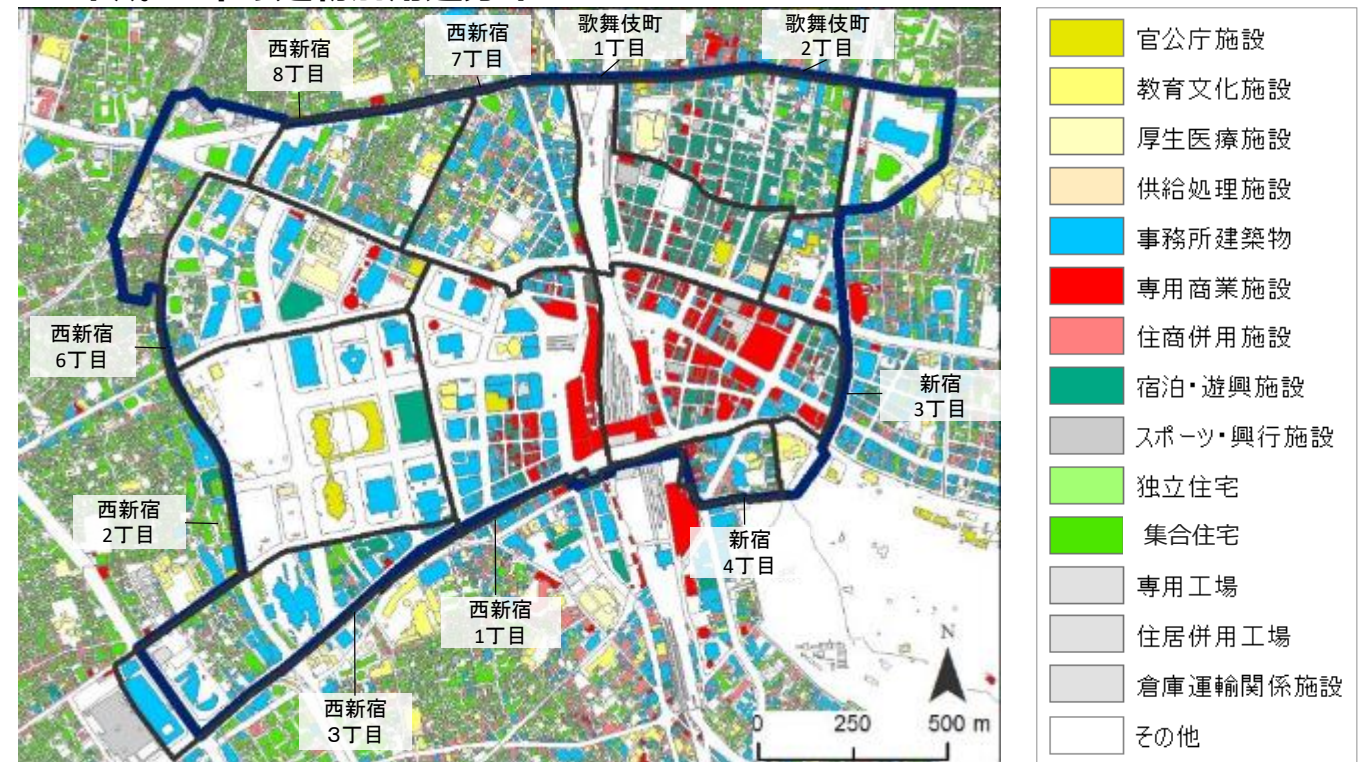 西新宿
8丁目
西新宿
7丁目
歌舞伎町
1丁目
歌舞伎町
2丁目
西新宿
6丁目
新宿
3丁目
西新宿
2丁目
新宿
4丁目
西新宿
1丁目
西新宿
3丁目
N
0 250 500 m
官公庁施設
教育文化施設
厚生医療施設
供給処理施設
事務所建築物
専用商業施設
住商併用施設
宿泊・遊興施設
スポーツ・興行施設
独立住宅
集合住宅
専用工場
住居併用工場
倉庫運輸関係施設
その他